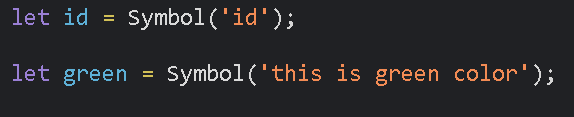 let id = Symbol('id');
let green = Symbol('this is green color');